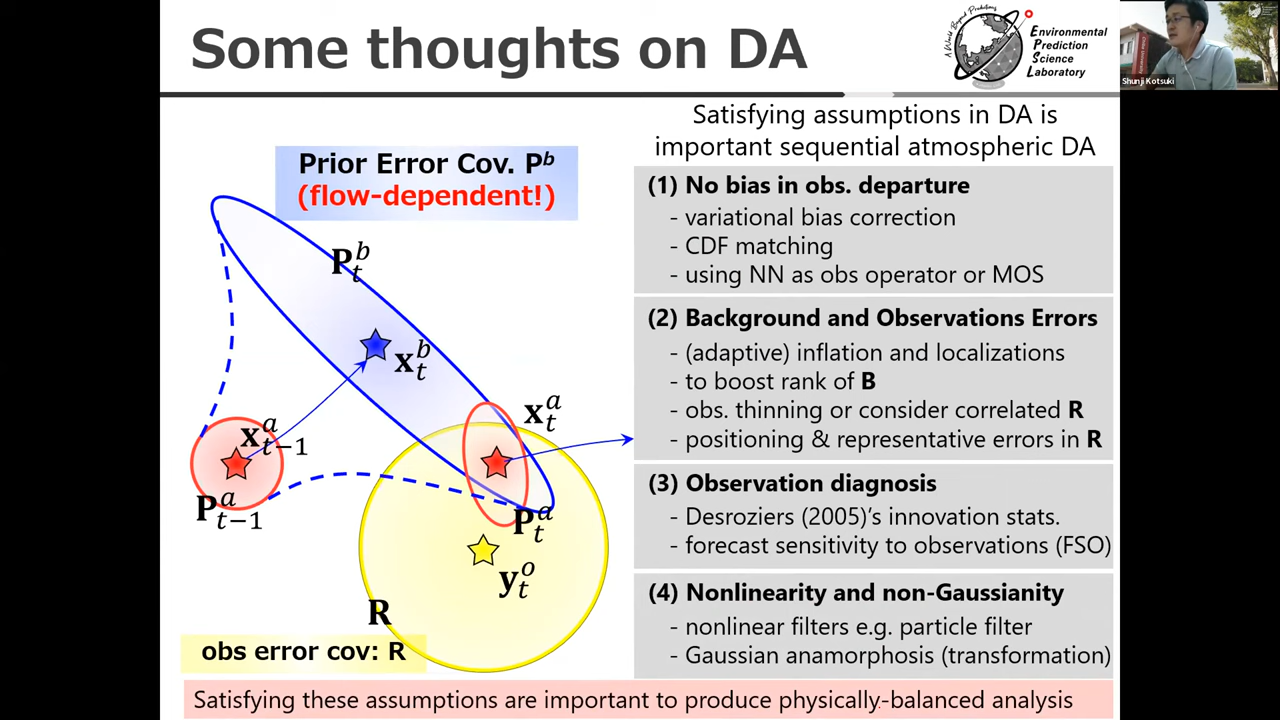 Some thoughts on DA
A World Beyond Predictions
Environmental
Prediction
Science
Laboratory
Shunji Kotsuki
Satisfying assumptions in DA is
important sequential atmospheric DA
Prior Error Cov. Pᵇ
(flow-dependent!)
P_t^b
x_t^b
x_{t-1}^a
P_{t-1}^a
x_t^a
P_t^a
y_t^o
R
obs error cov: R
(1) No bias in obs. departure
- variational bias correction
- CDF matching
- using NN as obs operator or MOS
(2) Background and Observations Errors
- (adaptive) inflation and localizations
- to boost rank of B
- obs. thinning or consider correlated R
- positioning & representative errors in R
(3) Observation diagnosis
- Desroziers (2005)'s innovation stats.
- forecast sensitivity to observations (FSO)
(4) Nonlinearity and non-Gaussianity
- nonlinear filters e.g. particle filter
- Gaussian anamorphosis (transformation)
Satisfying these assumptions are important to produce physically-balanced analysis